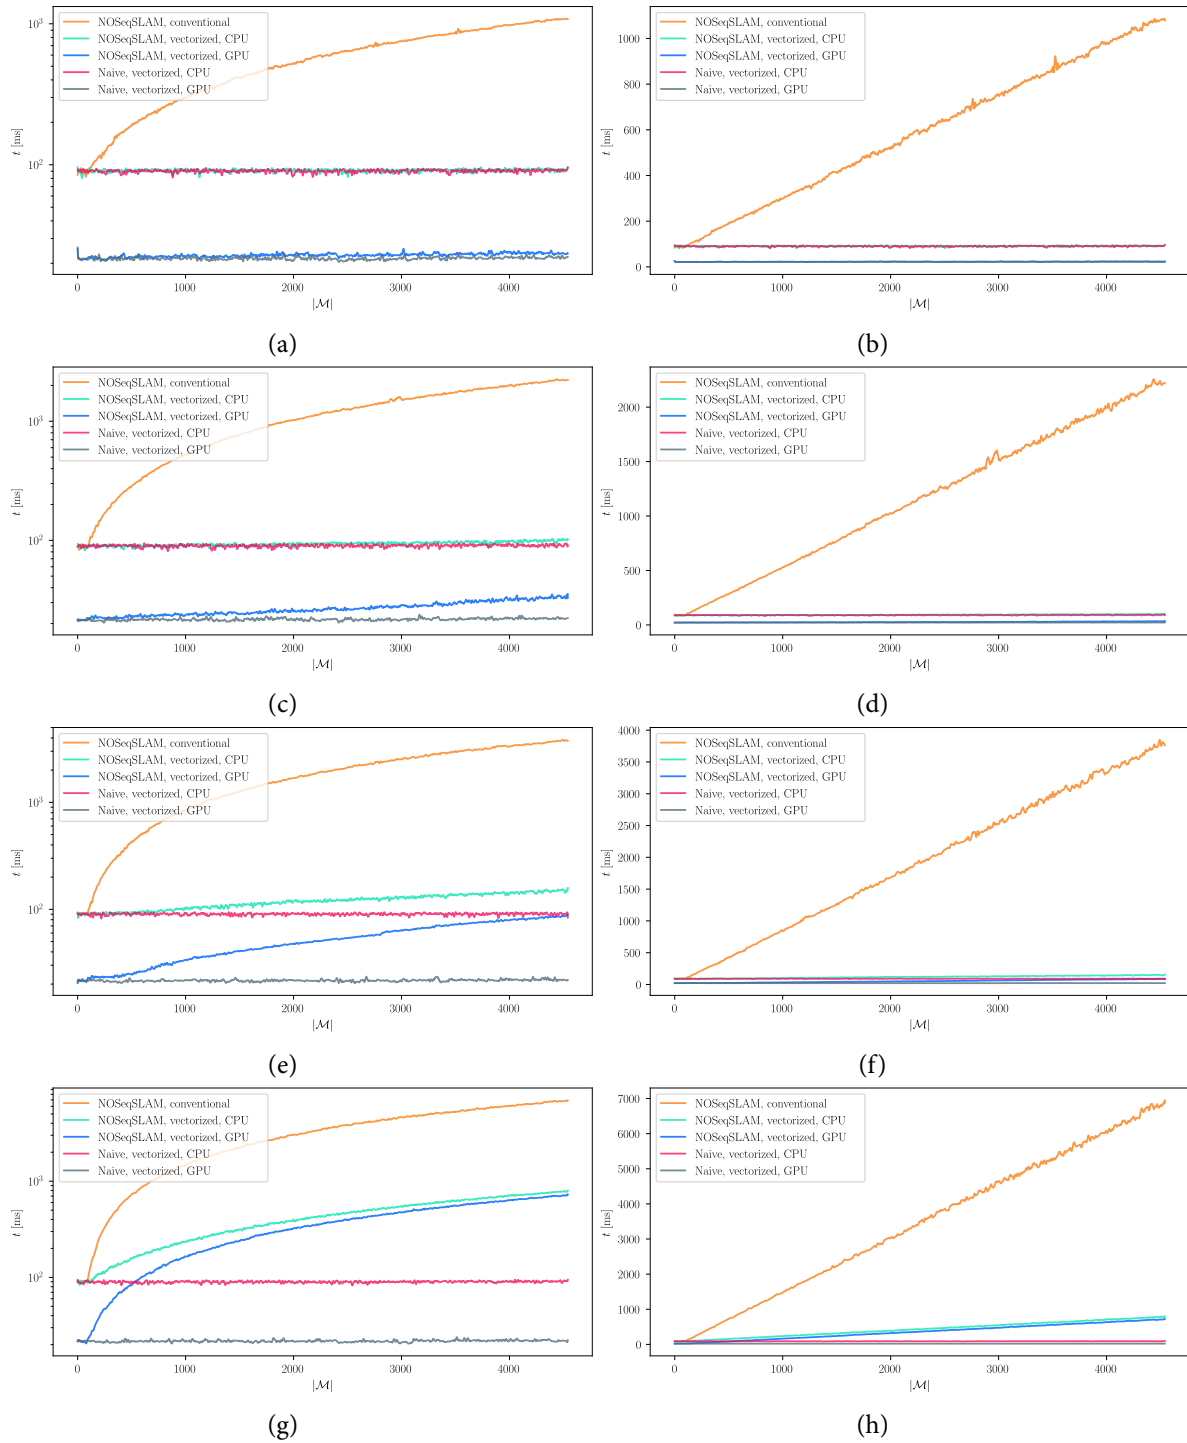 NOSeqSLAM, conventional
NOSeqSLAM, vectorized, CPU
NOSeqSLAM, vectorized, GPU
Naive, vectorized, CPU
Naive, vectorized, GPU
10³
10²
t [ms]
0 1000 2000 3000 4000
|ℳ|
(a)
NOSeqSLAM, conventional
NOSeqSLAM, vectorized, CPU
NOSeqSLAM, vectorized, GPU
Naive, vectorized, CPU
Naive, vectorized, GPU
1000
800
600
400
200
0
t [ms]
0 1000 2000 3000 4000
|ℳ|
(b)
NOSeqSLAM, conventional
NOSeqSLAM, vectorized, CPU
NOSeqSLAM, vectorized, GPU
Naive, vectorized, CPU
Naive, vectorized, GPU
10³
10²
t [ms]
0 1000 2000 3000 4000
|ℳ|
(c)
NOSeqSLAM, conventional
NOSeqSLAM, vectorized, CPU
NOSeqSLAM, vectorized, GPU
Naive, vectorized, CPU
Naive, vectorized, GPU
2000
1500
1000
500
0
t [ms]
0 1000 2000 3000 4000
|ℳ|
(d)
NOSeqSLAM, conventional
NOSeqSLAM, vectorized, CPU
NOSeqSLAM, vectorized, GPU
Naive, vectorized, CPU
Naive, vectorized, GPU
10³
10²
t [ms]
0 1000 2000 3000 4000
|ℳ|
(e)
NOSeqSLAM, conventional
NOSeqSLAM, vectorized, CPU
NOSeqSLAM, vectorized, GPU
Naive, vectorized, CPU
Naive, vectorized, GPU
4000
3500
3000
2500
2000
1500
1000
500
0
t [ms]
0 1000 2000 3000 4000
|ℳ|
(f)
NOSeqSLAM, conventional
NOSeqSLAM, vectorized, CPU
NOSeqSLAM, vectorized, GPU
Naive, vectorized, CPU
Naive, vectorized, GPU
10³
10²
t [ms]
0 1000 2000 3000 4000
|ℳ|
(g)
NOSeqSLAM, conventional
NOSeqSLAM, vectorized, CPU
NOSeqSLAM, vectorized, GPU
Naive, vectorized, CPU
Naive, vectorized, GPU
7000
6000
5000
4000
3000
2000
1000
0
t [ms]
0 1000 2000 3000 4000
|ℳ|
(h)